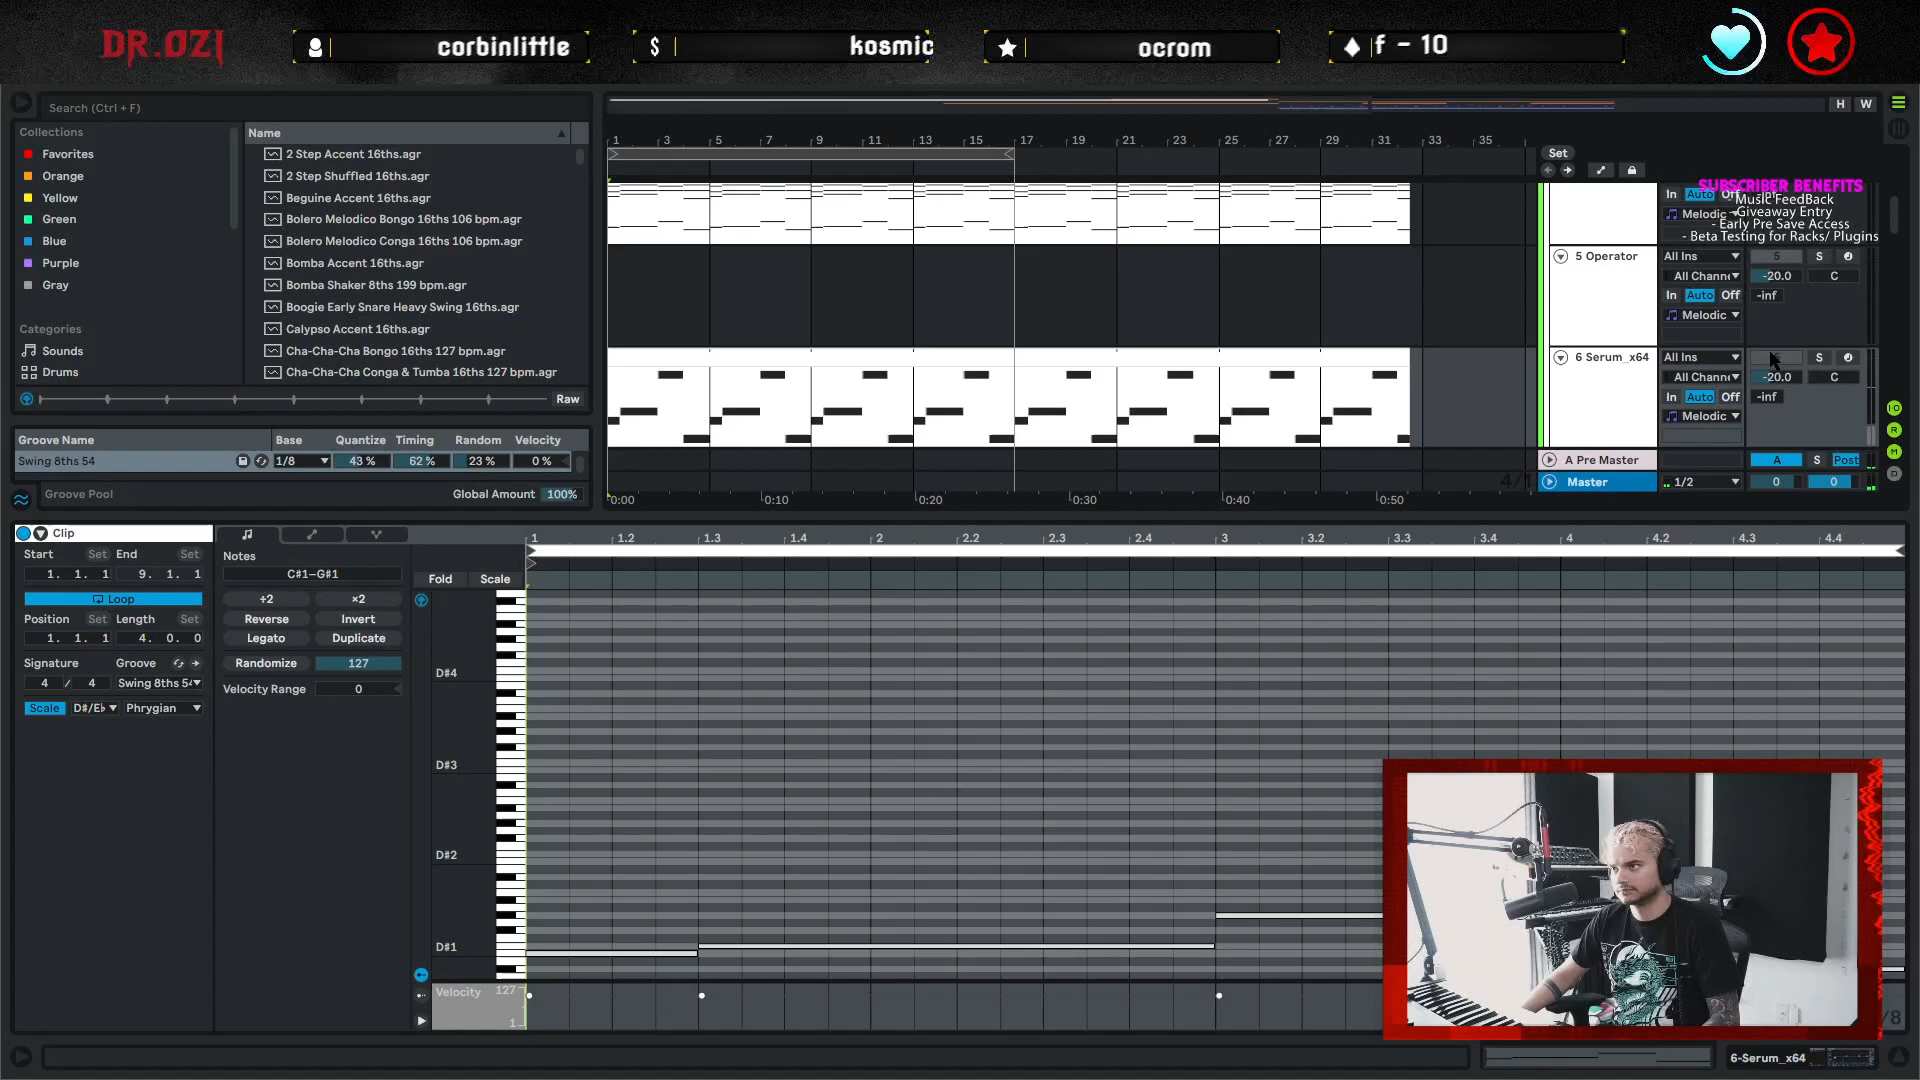 DR.OZI
corbinlittle
$
kosmic
ocrom
f - 10
Search (Ctrl + F)
H W
Collections
Name
1 3 5 7 9 11 13 15 17 19 21 23 25 27 29 31 33 35
Set
Favorites
Orange
Yellow
Green
Blue
Purple
Gray
Categories
Sounds
Drums
2 Step Accent 16ths.agr
2 Step Shuffled 16ths.agr
Beguine Accent 16ths.agr
Bolero Melodico Bongo 16ths 106 bpm.agr
Bolero Melodico Conga 16ths 106 bpm.agr
Bomba Accent 16ths.agr
Bomba Shaker 8ths 199 bpm.agr
Boogie Early Snare Heavy Swing 16ths.agr
Calypso Accent 16ths.agr
Cha-Cha-Cha Bongo 16ths 127 bpm.agr
Cha-Cha-Cha Conga & Tumba 16ths 127 bpm.agr
Raw
SUBSCRIBER BENEFITS
Music FeedBack
- Giveaway Entry
- Early Pre Save Access
- Beta Testing for Racks/ Plugins
In Auto Off
Melodic
5 Operator
All Ins 5 S
All Channe -20.0 C
In Auto Off -inf
Melodic
6 Serum_x64
All Ins S
All Channe -20.0 C
In Auto Off -inf
Melodic
A Pre Master A S Post
Master 1/2 0 0
4/1
0:00 0:10 0:20 0:30 0:40 0:50
Groove Name Base Quantize Timing Random Velocity
Swing 8ths 54 1/8 43 % 62 % 23 % 0 %
Groove Pool Global Amount 100%
Clip
Start Set End Set
1. 1. 1 9. 1. 1
Loop
Position Set Length Set
1. 1. 1 4. 0. 0
Signature Groove
4 / 4 Swing 8ths 54
Scale D#/Eb Phrygian
Notes
C#1–G#1
÷2 ×2
Reverse Invert
Legato Duplicate
Randomize 127
Velocity Range 0
1 1.2 1.3 1.4 2 2.2 2.3 2.4 3 3.2 3.3 3.4 4 4.2 4.3 4.4
Fold Scale
D#4
D#3
D#2
D#1
Velocity 127
1
/8
6-Serum_x64